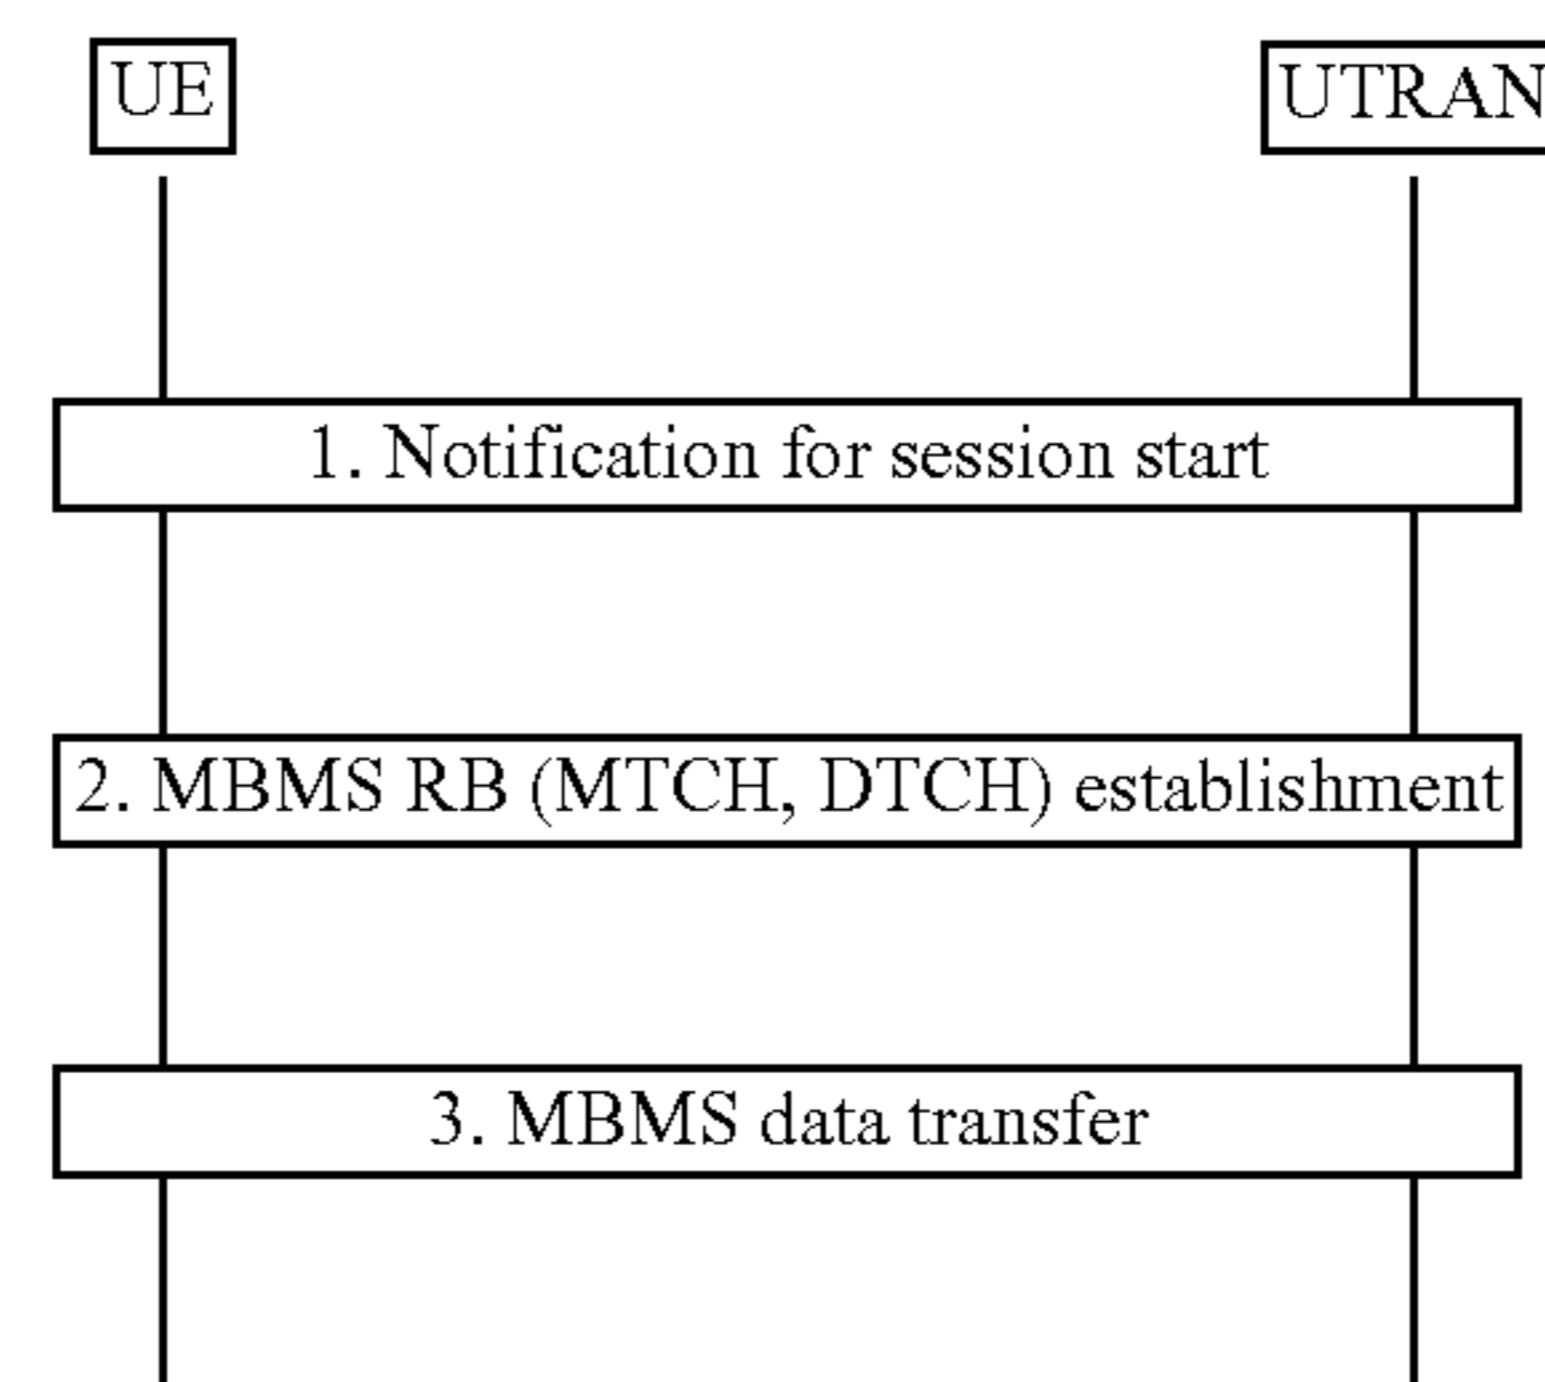 UE
UTRAN
1. Notification for session start
2. MBMS RB (MTCH, DTCH) establishment
3. MBMS data transfer